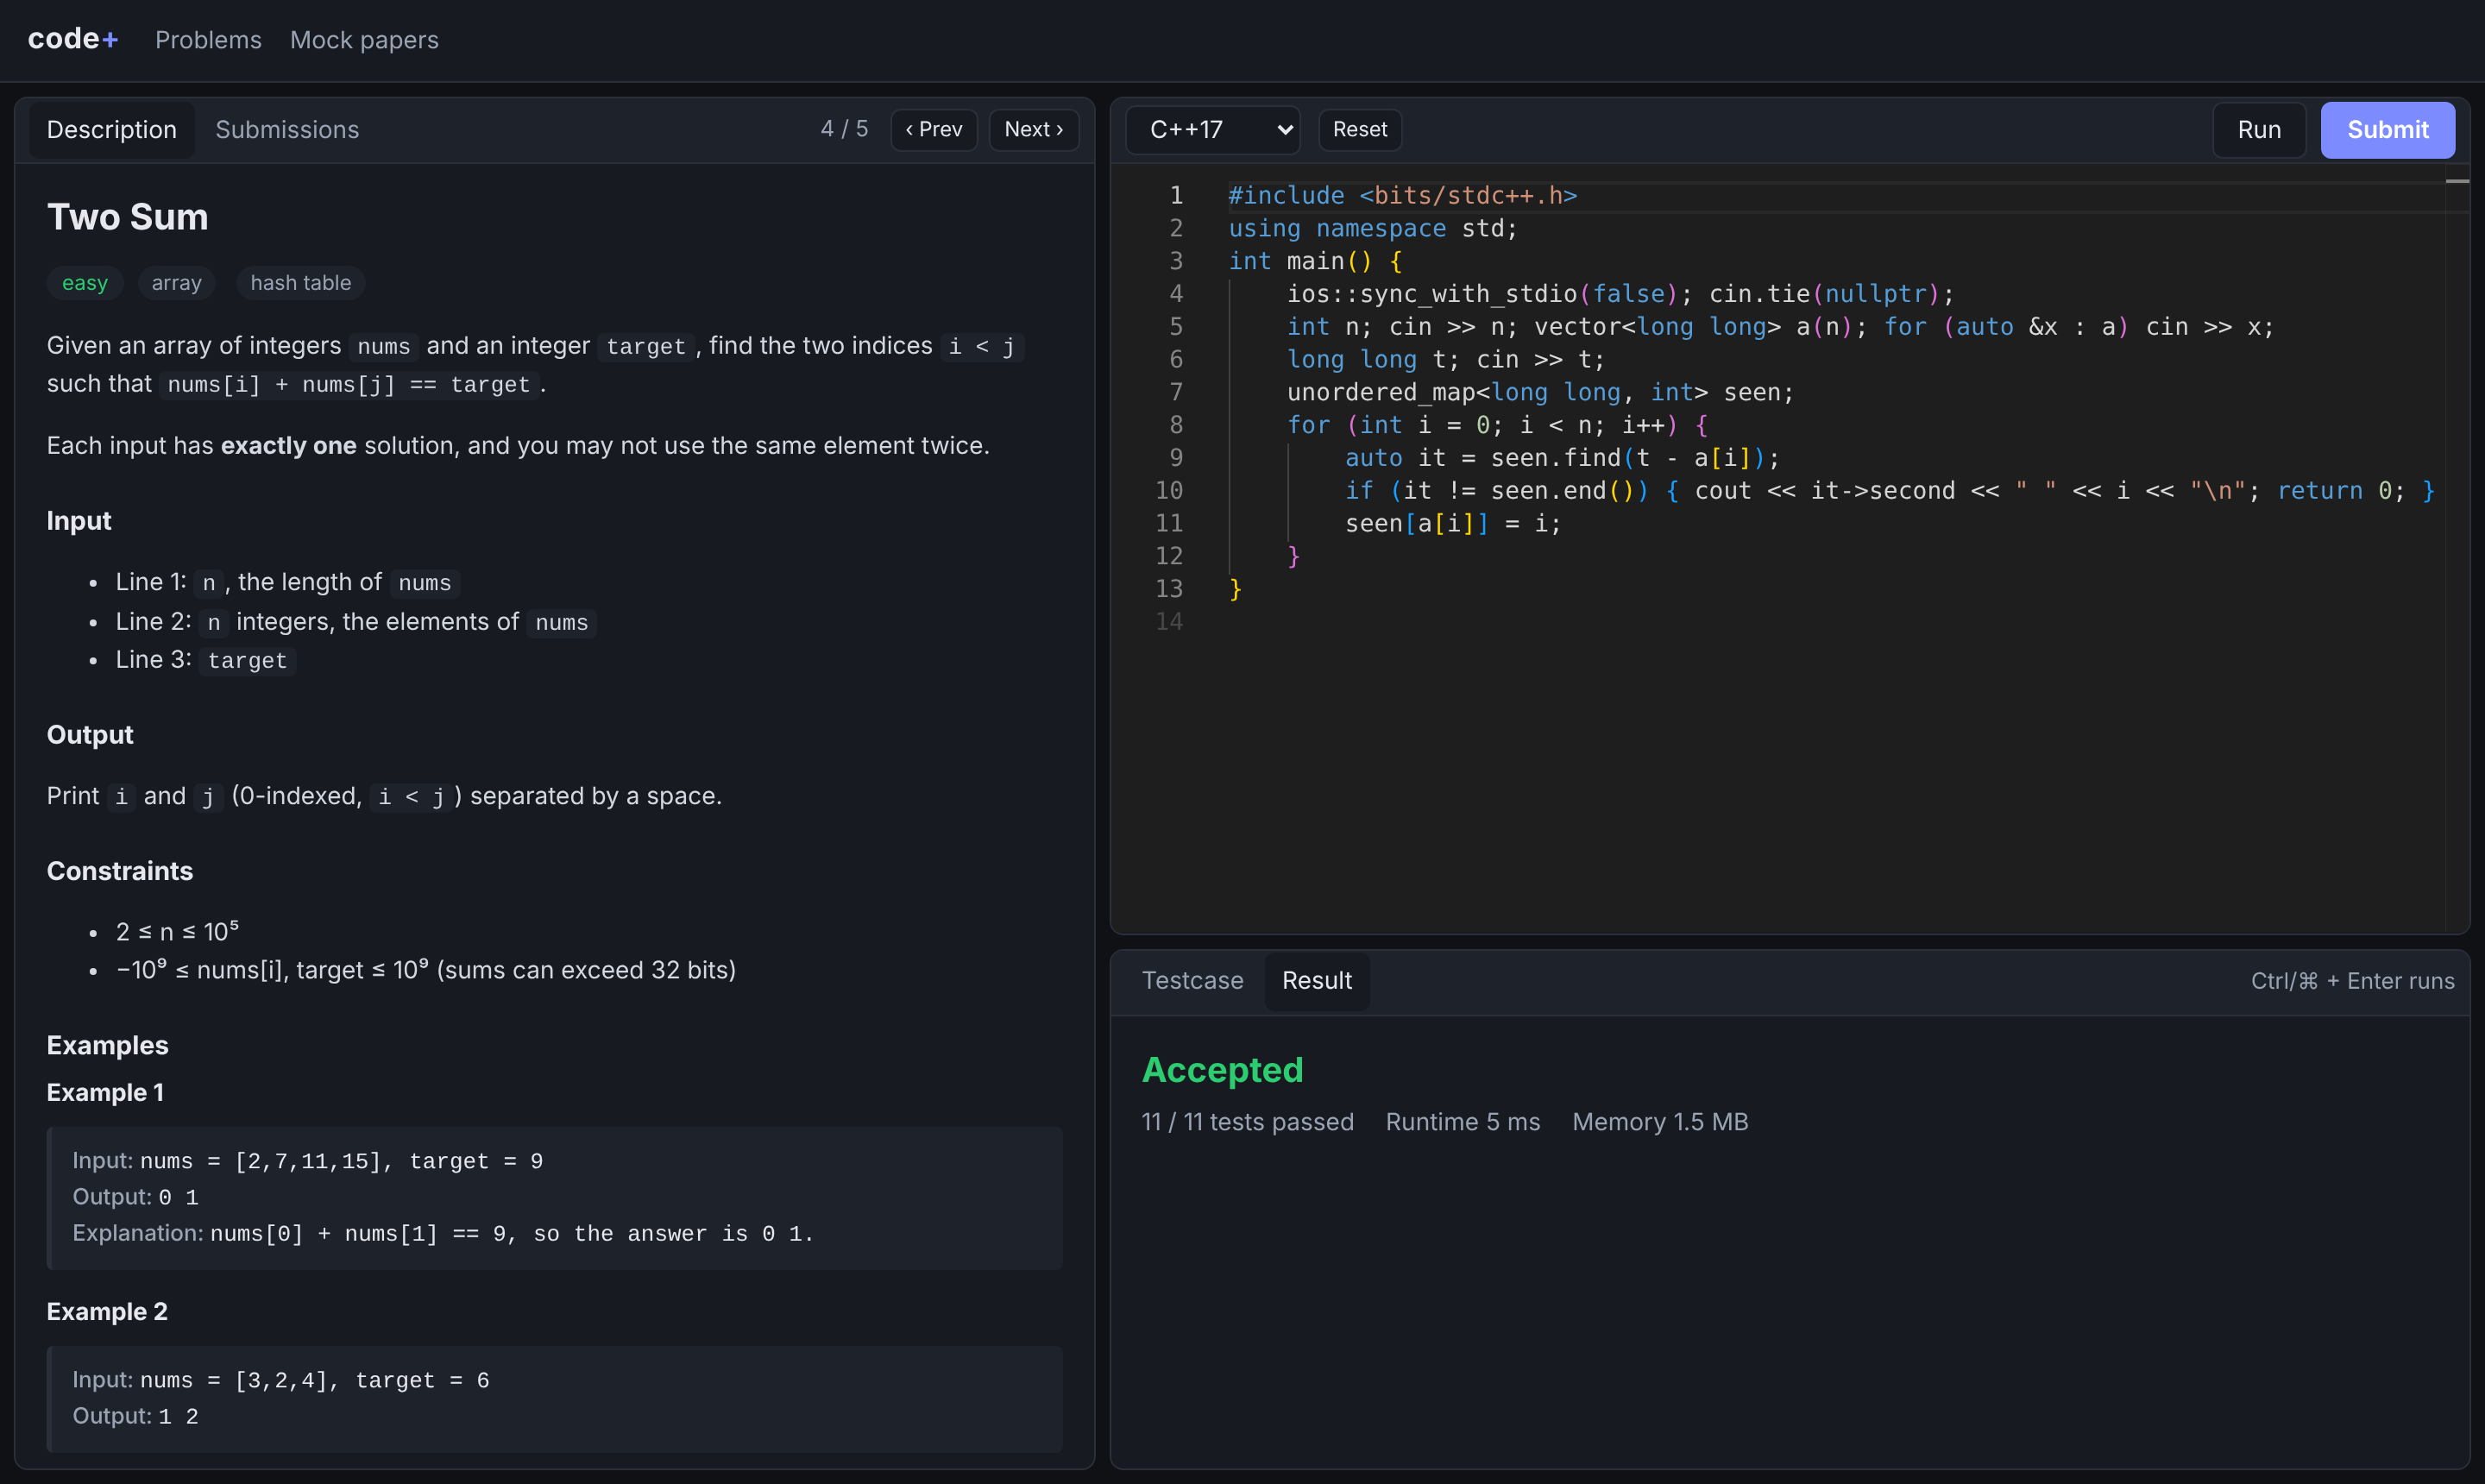 code+ Problems Mock papers
Description Submissions 4 / 5 ‹ Prev Next ›
Two Sum
easy array hash table
Given an array of integers nums and an integer target, find the two indices i < j
such that nums[i] + nums[j] == target.
Each input has exactly one solution, and you may not use the same element twice.
Input
• Line 1: n, the length of nums
• Line 2: n integers, the elements of nums
• Line 3: target
Output
Print i and j (0-indexed, i < j) separated by a space.
Constraints
• 2 ≤ n ≤ 10⁵
• −10⁹ ≤ nums[i], target ≤ 10⁹ (sums can exceed 32 bits)
Examples
Example 1
Input: nums = [2,7,11,15], target = 9
Output: 0 1
Explanation: nums[0] + nums[1] == 9, so the answer is 0 1.
Example 2
Input: nums = [3,2,4], target = 6
Output: 1 2
C++17 Reset Run Submit
1 #include <bits/stdc++.h>
2 using namespace std;
3 int main() {
4     ios::sync_with_stdio(false); cin.tie(nullptr);
5     int n; cin >> n; vector<long long> a(n); for (auto &x : a) cin >> x;
6     long long t; cin >> t;
7     unordered_map<long long, int> seen;
8     for (int i = 0; i < n; i++) {
9         auto it = seen.find(t - a[i]);
10         if (it != seen.end()) { cout << it->second << " " << i << "\n"; return 0; }
11         seen[a[i]] = i;
12     }
13 }
14
Testcase Result Ctrl/⌘ + Enter runs
Accepted
11 / 11 tests passed Runtime 5 ms Memory 1.5 MB